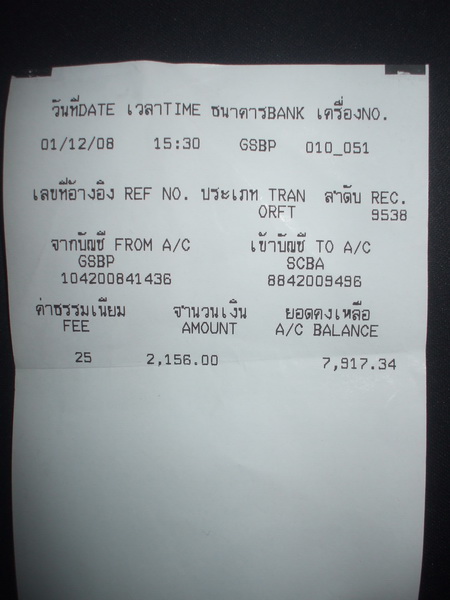 วันที่DATE เวลาTIME ธนาคารBANK เครื่องNO.
01/12/08 15:30 GSBP 010_051
เลขที่อ้างอิง REF NO. ประเภท TRAN ลำดับ REC.
ORFT 9538
จากบัญชี FROM A/C เข้าบัญชี TO A/C
GSBP SCBA
104200841436 8842009496
ค่าธรรมเนียม จำนวนเงิน ยอดคงเหลือ
FEE AMOUNT A/C BALANCE
25 2,156.00 7,917.34